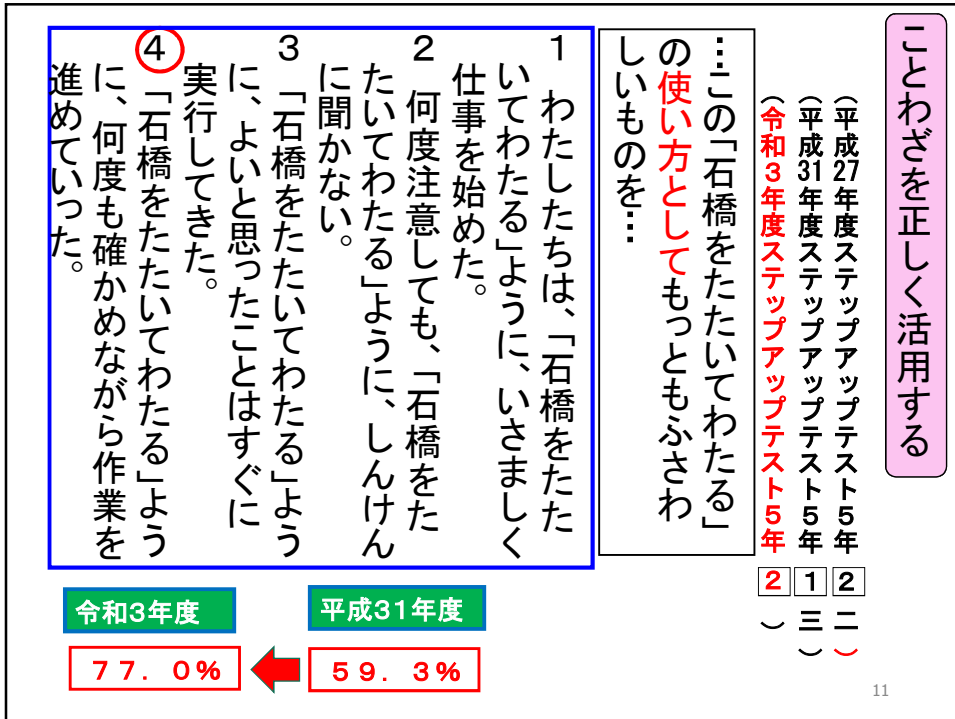 ことわざを正しく活用する
（平成27年度ステップアップテスト５年 ２ 二）
（平成31年度ステップアップテスト５年 １ 三）
（令和３年度ステップアップテスト５年 ２ ）
…この「石橋をたたいてわたる」
の使い方としてもっともふさわ
しいものを…
１　わたしたちは、「石橋をたた
いてわたる」ように、いさましく
仕事を始めた。
２　何度注意しても、「石橋をた
たいてわたる」ように、しんけん
に聞かない。
３　「石橋をたたいてわたる」よう
に、よいと思ったことはすぐに
実行してきた。
４　「石橋をたたいてわたる」よう
に、何度も確かめながら作業を
進めていった。
平成31年度
５９．３％
令和3年度
７７．０％
11